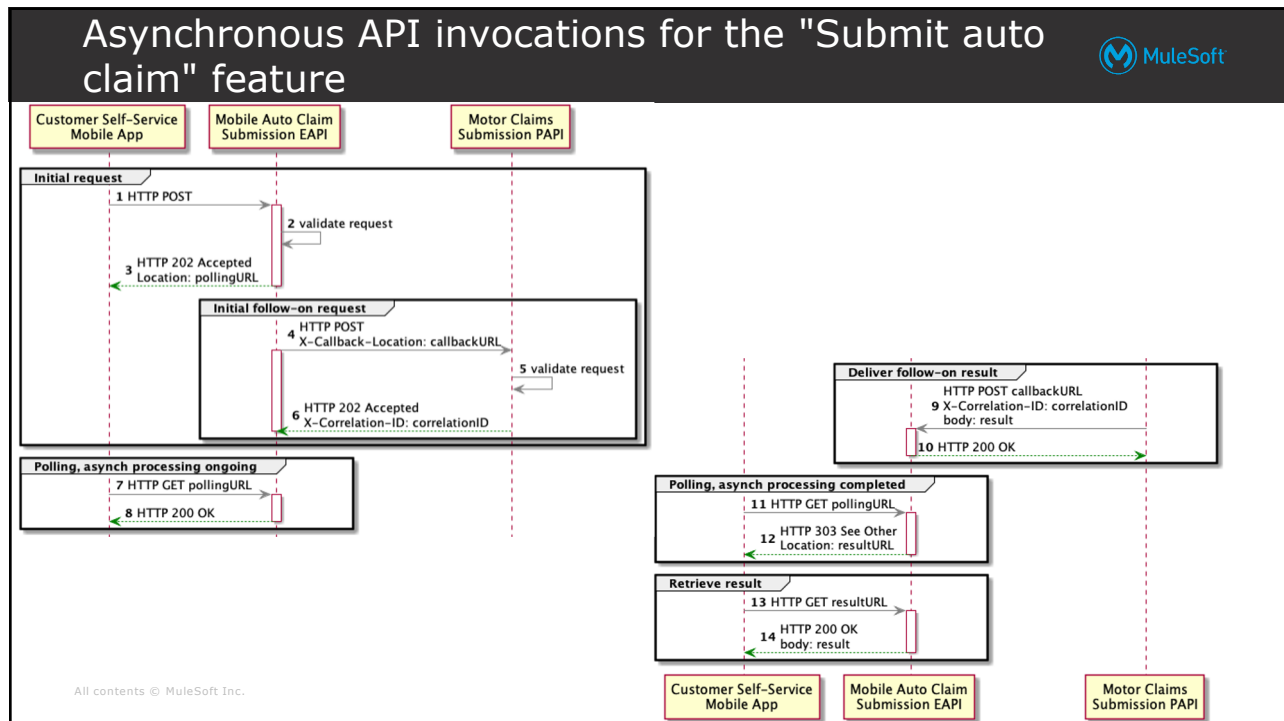 Asynchronous API invocations for the "Submit auto
claim" feature
MuleSoft
Customer Self-Service
Mobile App
Mobile Auto Claim
Submission EAPI
Motor Claims
Submission PAPI
Initial request
1 HTTP POST
2 validate request
3 HTTP 202 Accepted
Location: pollingURL
Initial follow-on request
4 HTTP POST
X-Callback-Location: callbackURL
5 validate request
6 HTTP 202 Accepted
X-Correlation-ID: correlationID
Polling, asynch processing ongoing
7 HTTP GET pollingURL
8 HTTP 200 OK
Deliver follow-on result
HTTP POST callbackURL
9 X-Correlation-ID: correlationID
body: result
10 HTTP 200 OK
Polling, asynch processing completed
11 HTTP GET pollingURL
12 HTTP 303 See Other
Location: resultURL
Retrieve result
13 HTTP GET resultURL
14 HTTP 200 OK
body: result
Customer Self-Service
Mobile App
Mobile Auto Claim
Submission EAPI
Motor Claims
Submission PAPI
All contents © MuleSoft Inc.